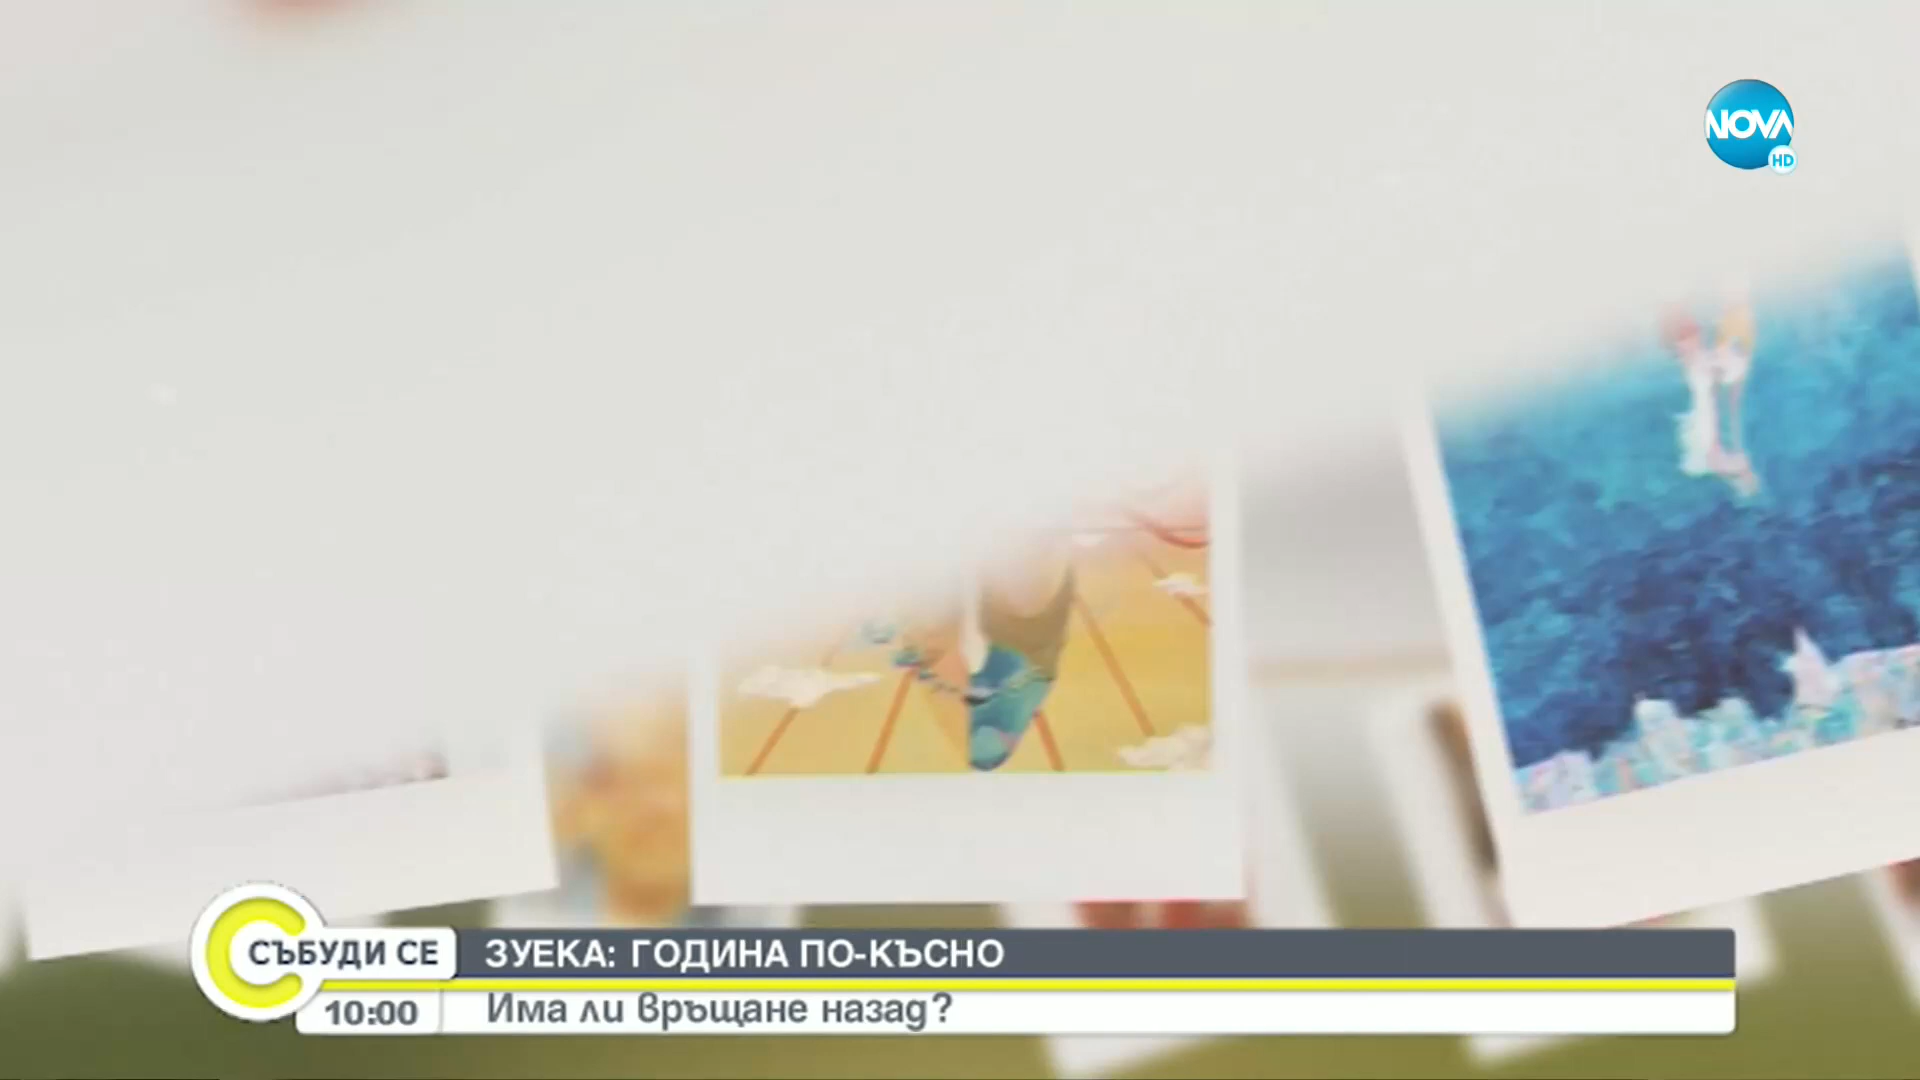 NOVA
HD
СЪБУДИ СЕ
ЗУЕКА: ГОДИНА ПО-КЪСНО
10:00
Има ли връщане назад?